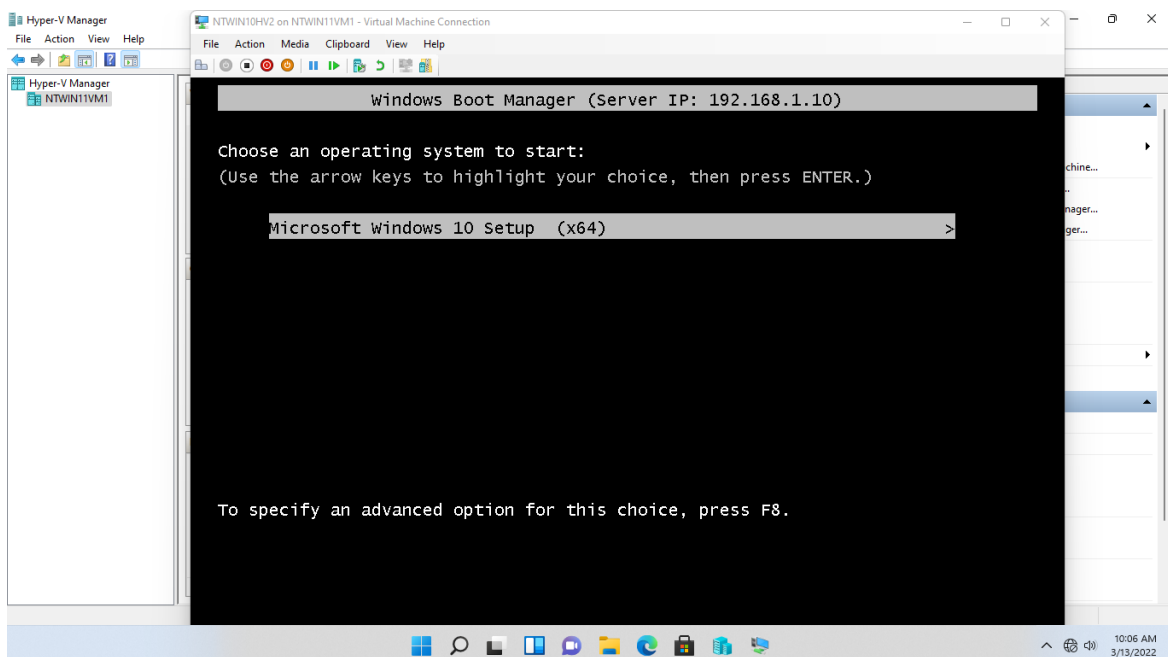 Hyper-V Manager
File Action View Help
Hyper-V Manager
NTWIN11VM1
NTWIN10HV2 on NTWIN11VM1 - Virtual Machine Connection
File Action Media Clipboard View Help
Windows Boot Manager (Server IP: 192.168.1.10)
Choose an operating system to start:
(Use the arrow keys to highlight your choice, then press ENTER.)
Microsoft Windows 10 Setup (x64) >
To specify an advanced option for this choice, press F8.
chine...
..
nager...
ger...
10:06 AM
3/13/2022